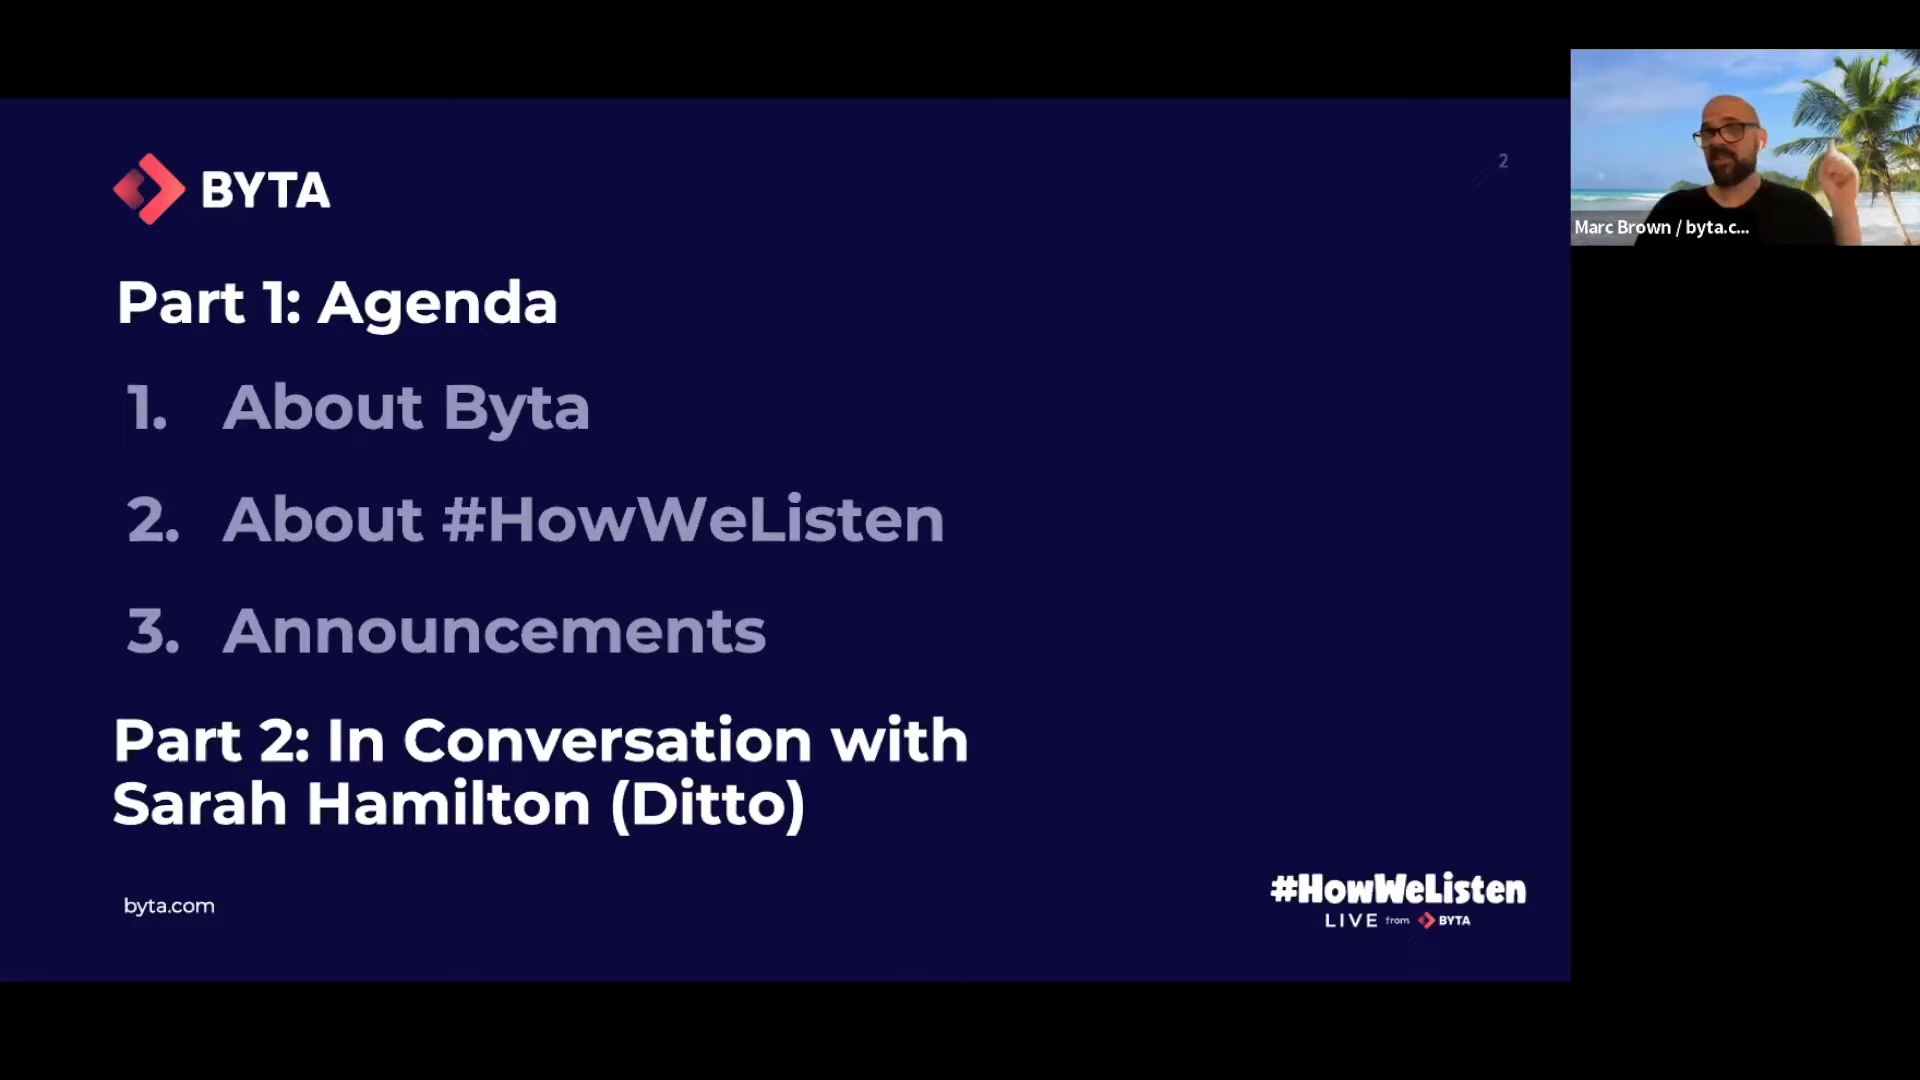 BYTA
2
Part 1: Agenda
1. About Byta
2. About #HowWeListen
3. Announcements
Part 2: In Conversation with
Sarah Hamilton (Ditto)
byta.com
#HowWeListen
LIVE from BYTA
Marc Brown / byta.c...